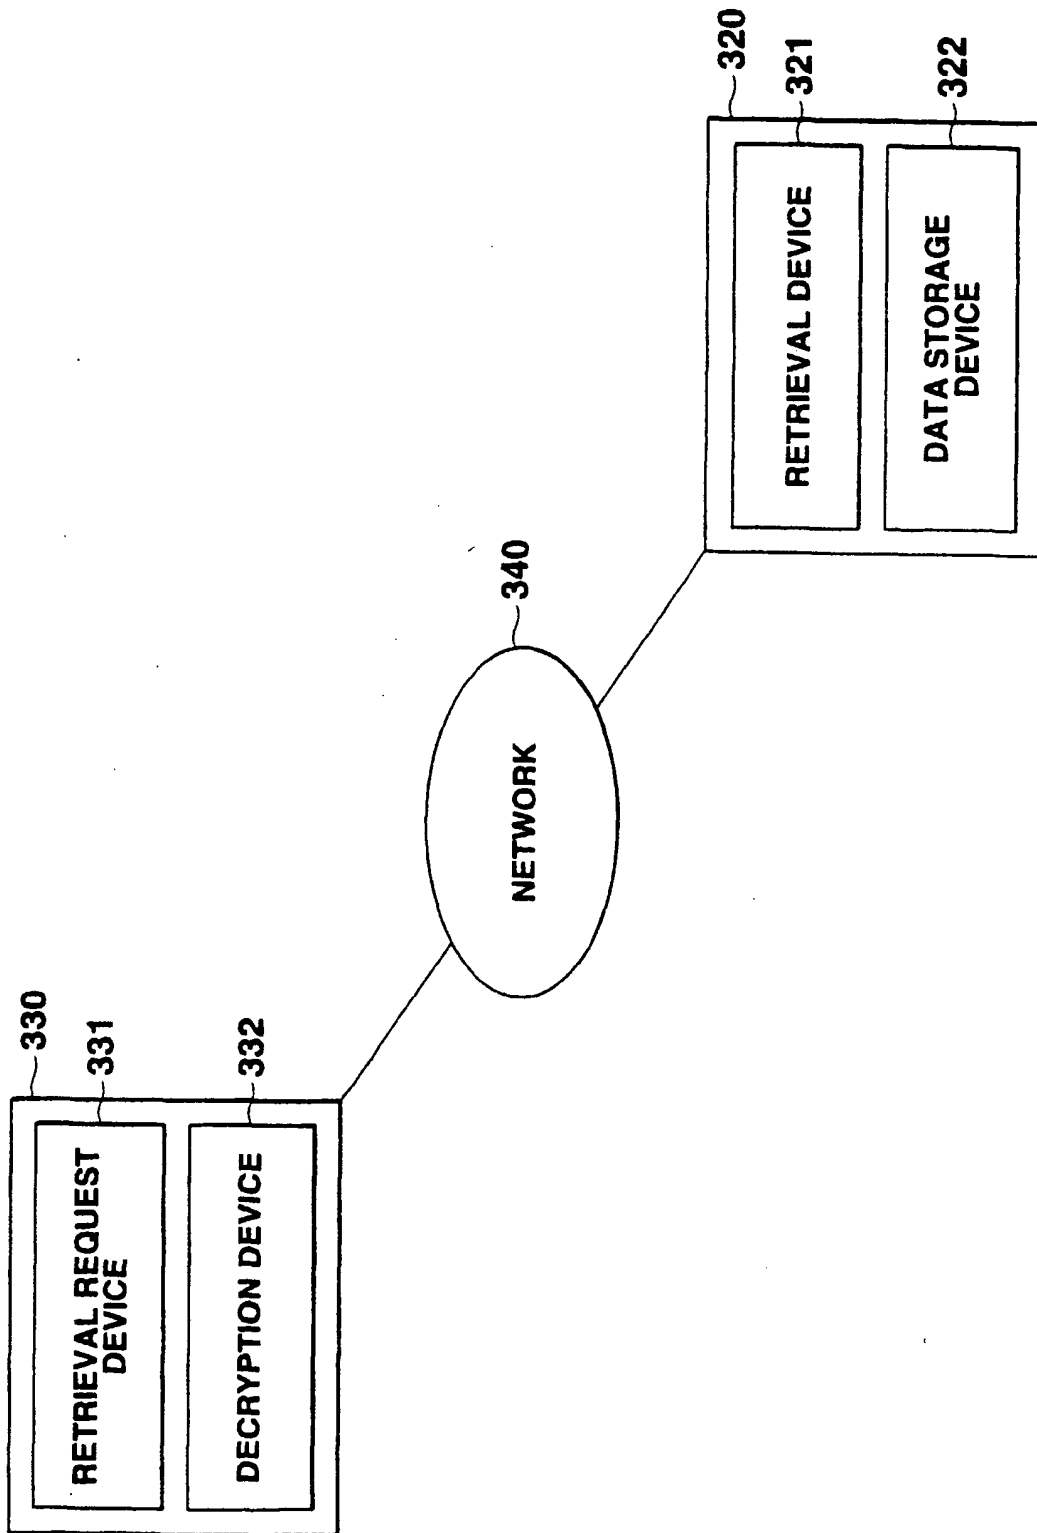 330
331
RETRIEVAL REQUEST
DEVICE
332
DECRYPTION DEVICE
340
NETWORK
320
321
RETRIEVAL DEVICE
322
DATA STORAGE
DEVICE